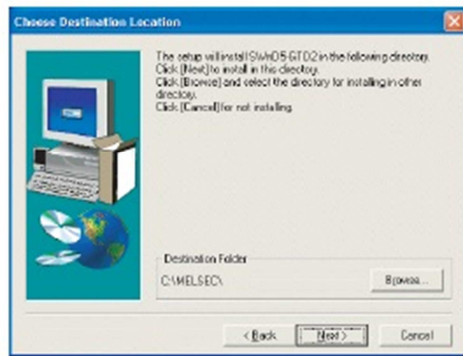 Choose Destination Location
The setup will install SWnD5-GTD2 in the following directory.
Click [Next] to install in this directory.
Click [Browse] and select the directory for installing in other
directory.
Click [Cancel] for not installing.
Destination Folder
C:\MELSEC\
Browse...
< Back
Next >
Cancel